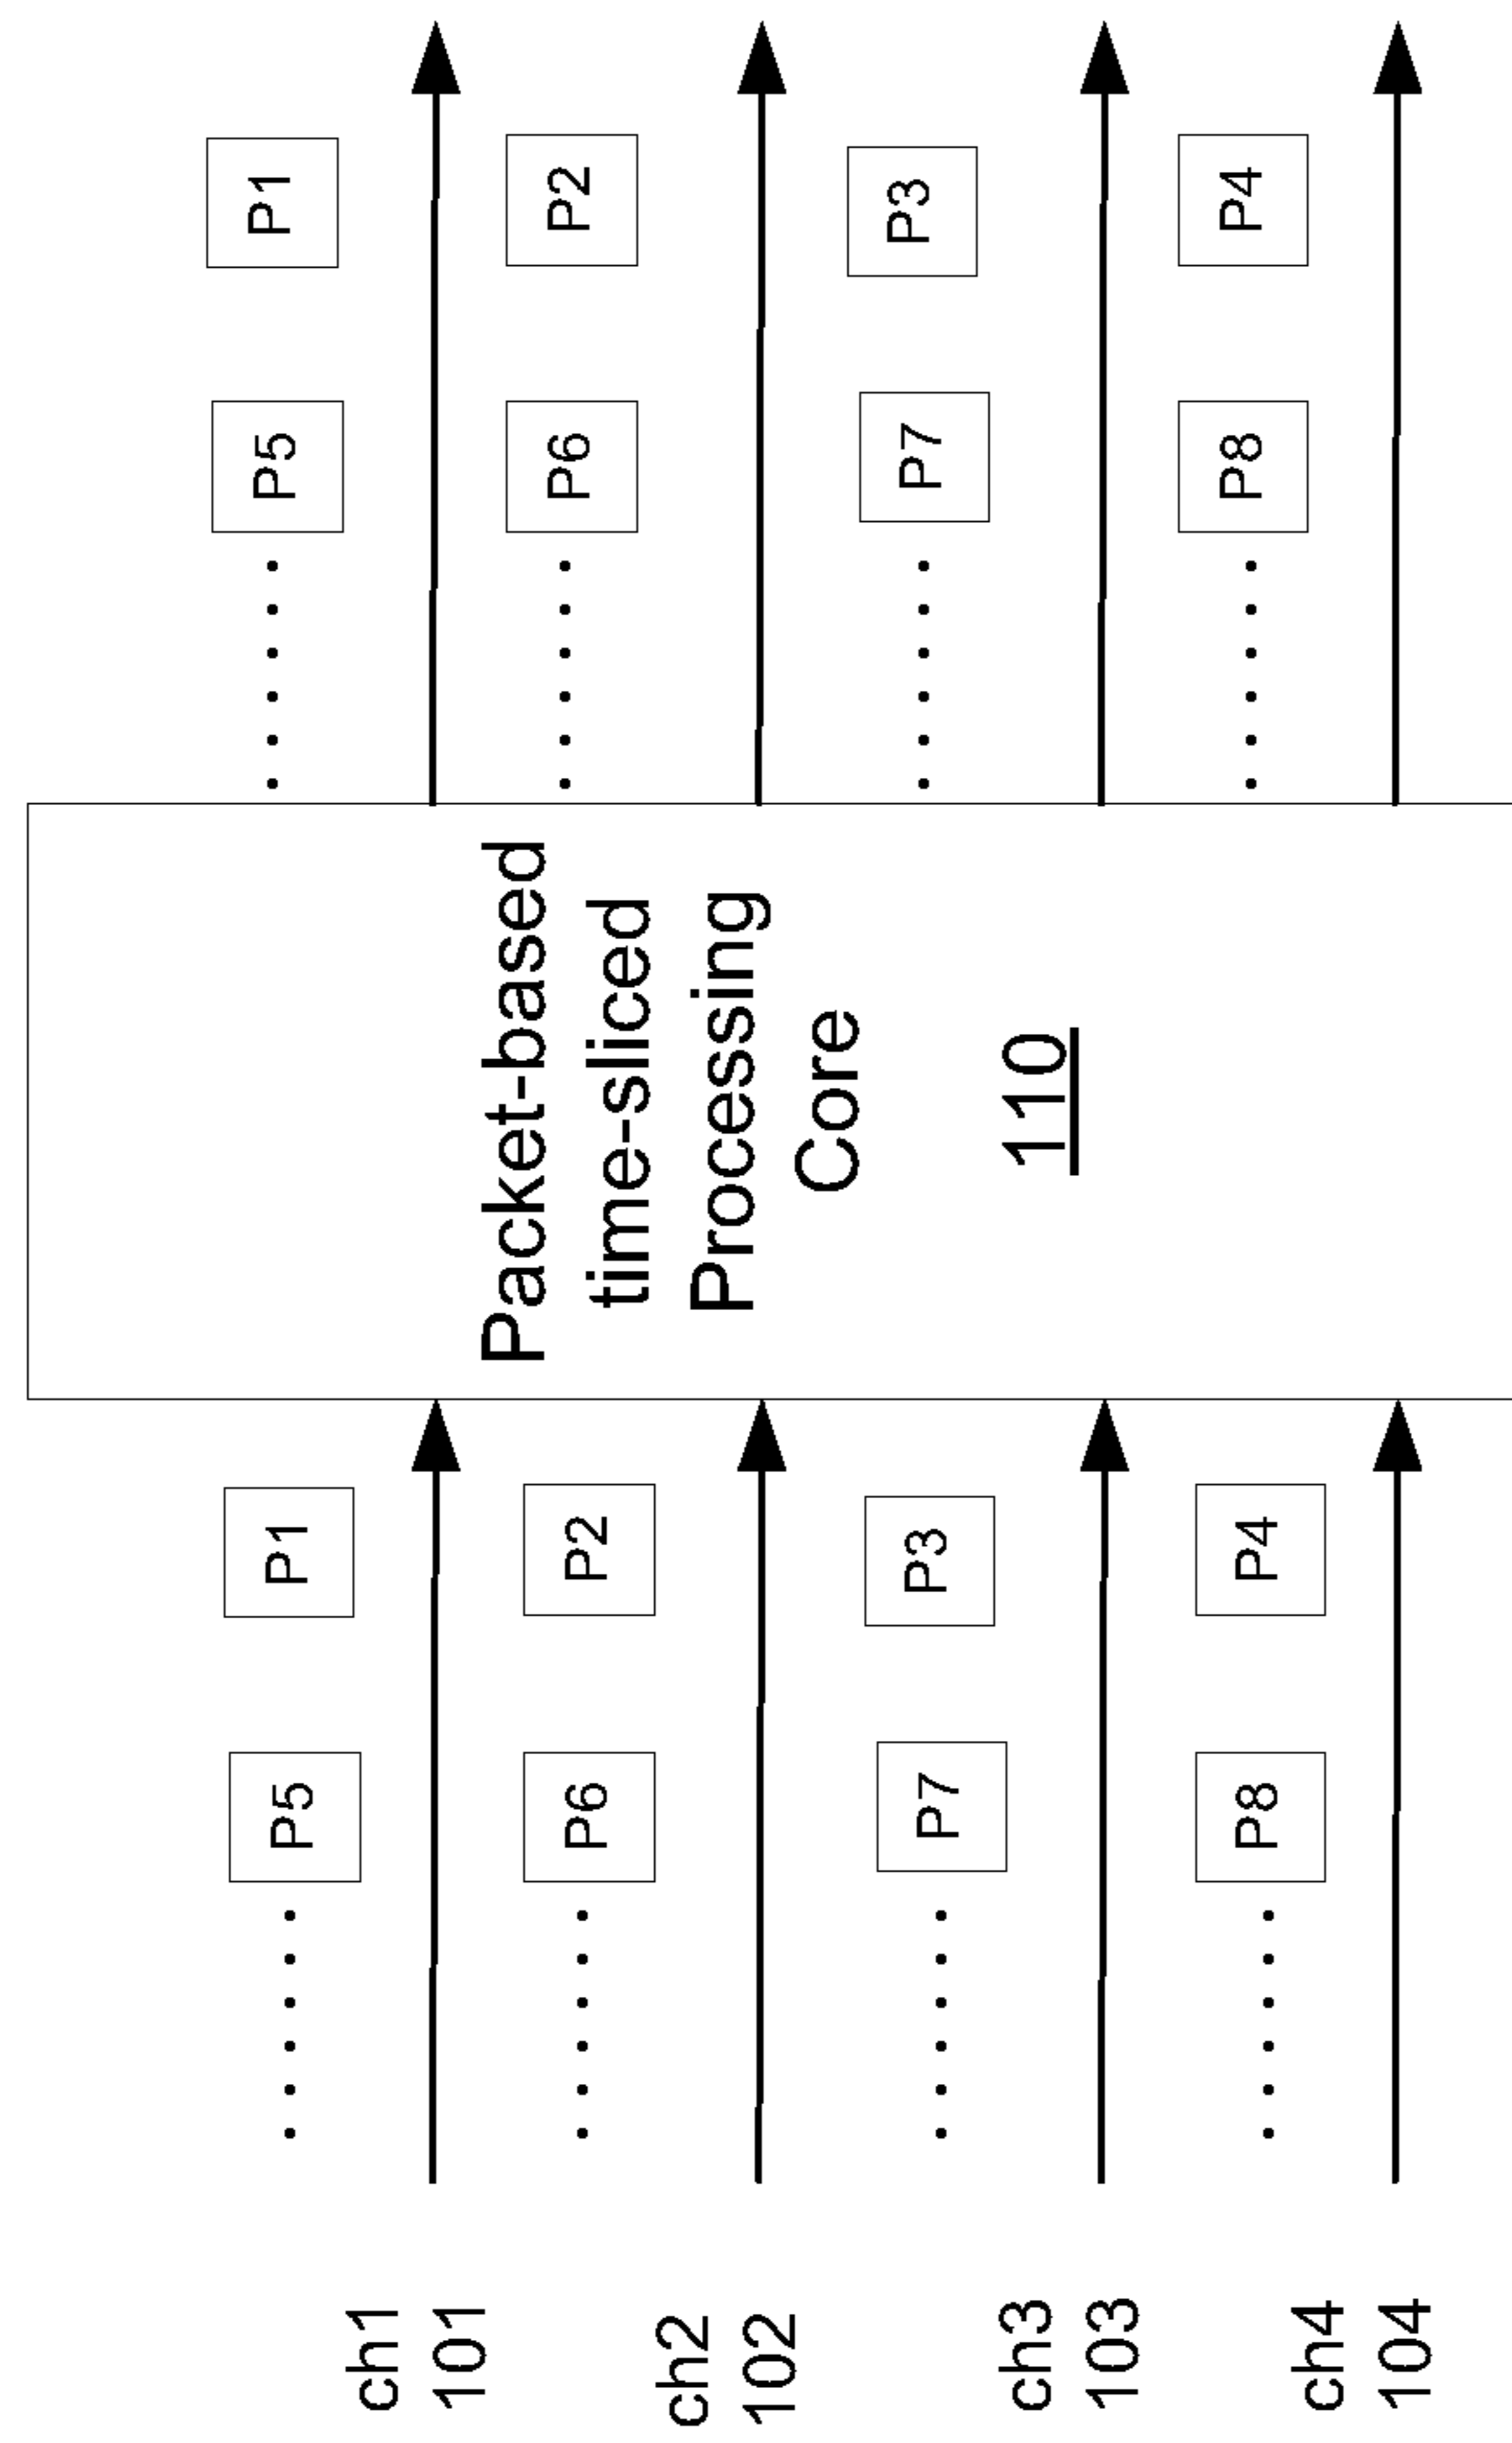 ch1
101
P5
P1
P5
P1
ch2
102
P6
P2
P6
P2
ch3
103
P7
P3
P7
P3
ch4
104
P8
P4
P8
P4
Packet-based
time-sliced
Processing
Core
110